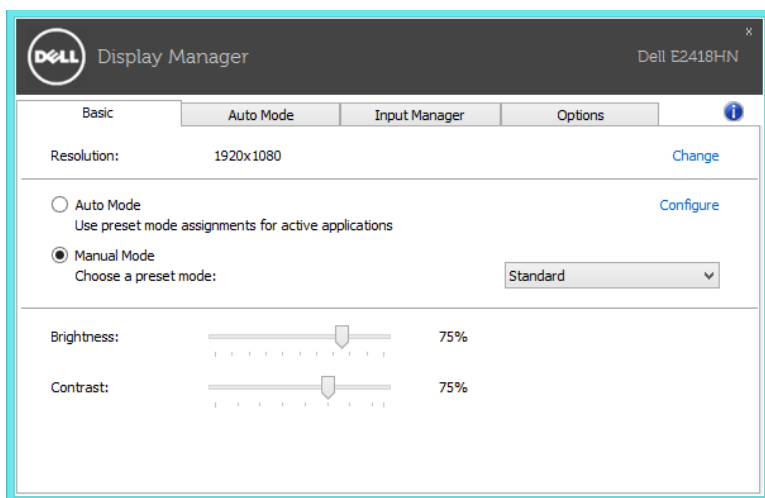 x
DELL Display Manager Dell E2418HN
Basic Auto Mode Input Manager Options i
Resolution: 1920x1080 Change
Auto Mode Configure
Use preset mode assignments for active applications
Manual Mode
Choose a preset mode: Standard
Brightness: 75%
Contrast: 75%